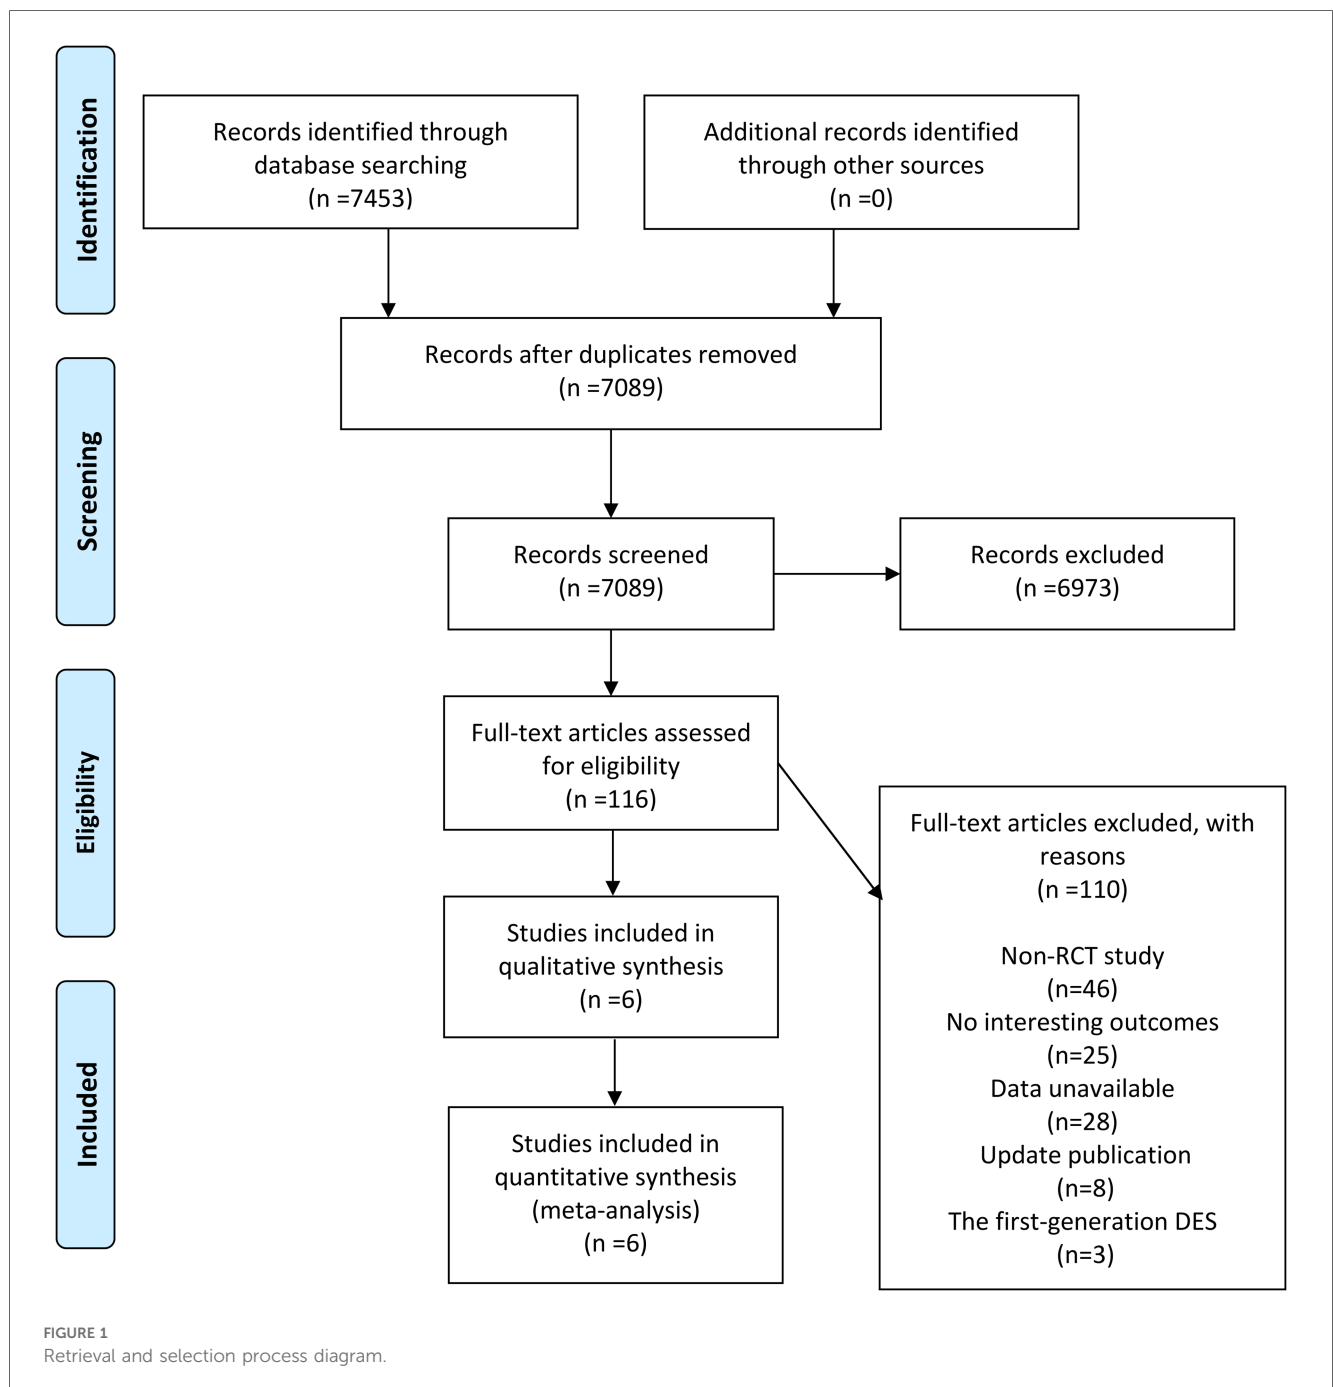 Identification
Records identified through
database searching
(n =7453)
Additional records identified
through other sources
(n =0)
Records after duplicates removed
(n =7089)
Screening
Records screened
(n =7089)
Records excluded
(n =6973)
Eligibility
Full-text articles assessed
for eligibility
(n =116)
Full-text articles excluded, with
reasons
(n =110)
Non-RCT study
(n=46)
No interesting outcomes
(n=25)
Data unavailable
(n=28)
Update publication
(n=8)
The first-generation DES
(n=3)
Studies included in
qualitative synthesis
(n =6)
Included
Studies included in
quantitative synthesis
(meta-analysis)
(n =6)
FIGURE 1
Retrieval and selection process diagram.